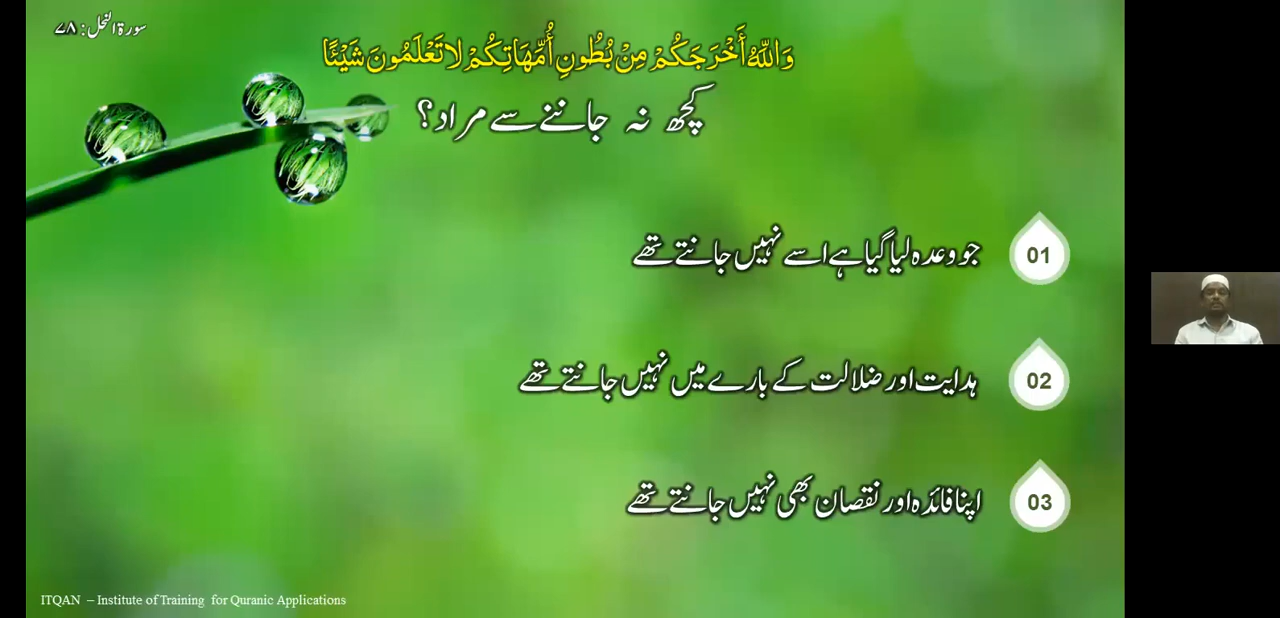 سورۃ النحل: ۷۸
وَاللّٰهُ أَخْرَجَكُمْ مِنْ بُطُونِ أُمَّهَاتِكُمْ لَا تَعْلَمُونَ شَيْئًا
کچھ نہ جاننے سے مراد؟
01 جو وعدہ لیا گیا ہے اسے نہیں جانتے تھے
02 ہدایت اور ضلالت کے بارے میں نہیں جانتے تھے
03 اپنا فائدہ اور نقصان بھی نہیں جانتے تھے
ITQAN – Institute of Training for Quranic Applications